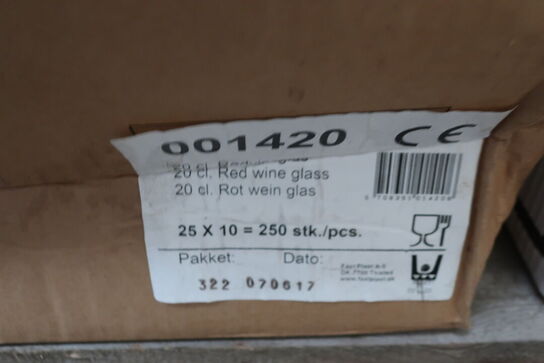 001420 CE
20 cl. Red wine glass
20 cl. Rot wein glas
25 X 10 = 250 stk./pcs.
Pakket: Dato:
322 070617